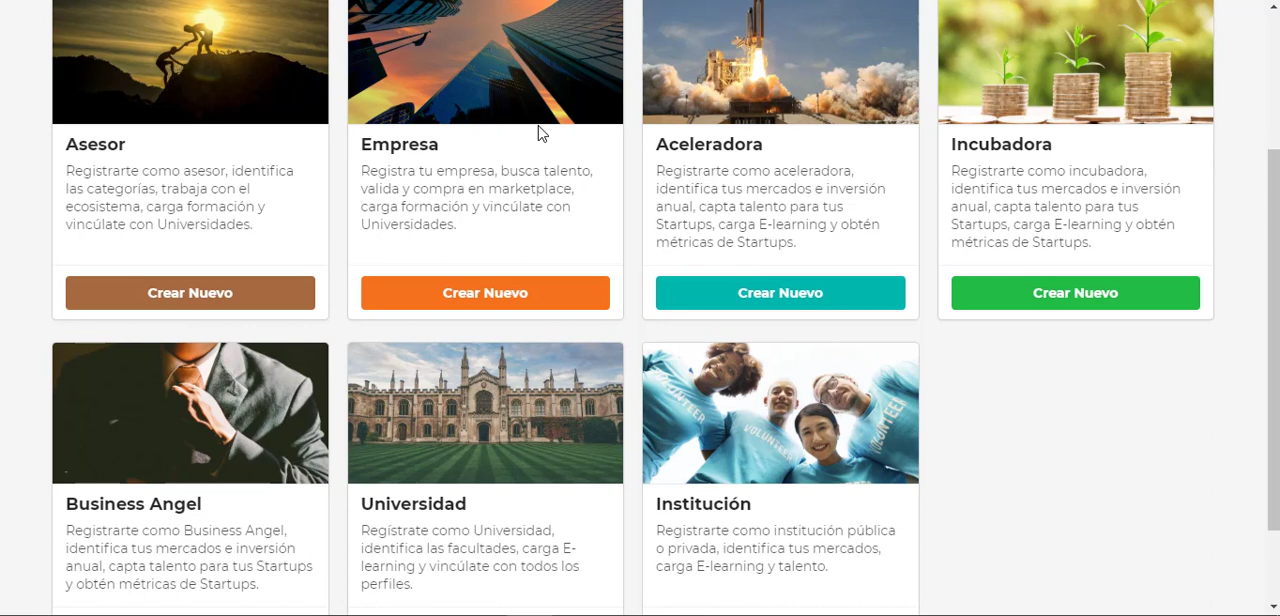 Asesor
Registrarte como asesor, identifica
las categorías, trabaja con el
ecosistema, carga formación y
vincúlate con Universidades.
Crear Nuevo
Empresa
Registra tu empresa, busca talento,
valida y compra en marketplace,
carga formación y vincúlate con
Universidades.
Crear Nuevo
Aceleradora
Registrarte como aceleradora,
identifica tus mercados e inversión
anual, capta talento para tus
Startups, carga E-learning y obtén
métricas de Startups.
Crear Nuevo
Incubadora
Registrarte como incubadora,
identifica tus mercados e inversión
anual, capta talento para tus
Startups, carga E-learning y obtén
métricas de Startups.
Crear Nuevo
Business Angel
Registrarte como Business Angel,
identifica tus mercados e inversión
anual, capta talento para tus Startups
y obtén métricas de Startups.
Universidad
Regístrate como Universidad,
identifica las facultades, carga E-
learning y vincúlate con todos los
perfiles.
VOLUNTEER
VOLUNTEER
VOLUNTEER
Institución
Registrarte como institución pública
o privada, identifica tus mercados,
carga E-learning y talento.